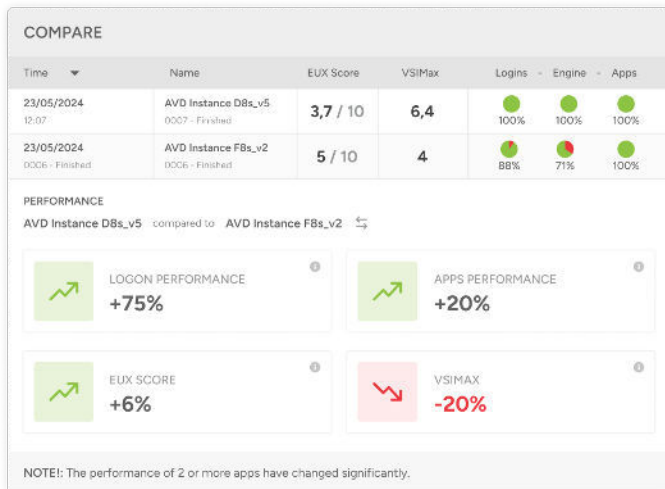 COMPARE
Time Name EUX Score VSIMax Logins - Engine - Apps
23/05/2024 AVD Instance D8s_v5 3,7 / 10 6,4
12:07 0007 - Finished 100% 100% 100%
23/05/2024 AVD Instance F8s_v2 5 / 10 4
0006 - Finished 0006 - Finished 88% 71% 100%
PERFORMANCE
AVD Instance D8s_v5 compared to AVD Instance F8s_v2
LOGON PERFORMANCE
+75%
APPS PERFORMANCE
+20%
EUX SCORE
+6%
VSIMAX
-20%
NOTE!: The performance of 2 or more apps have changed significantly.